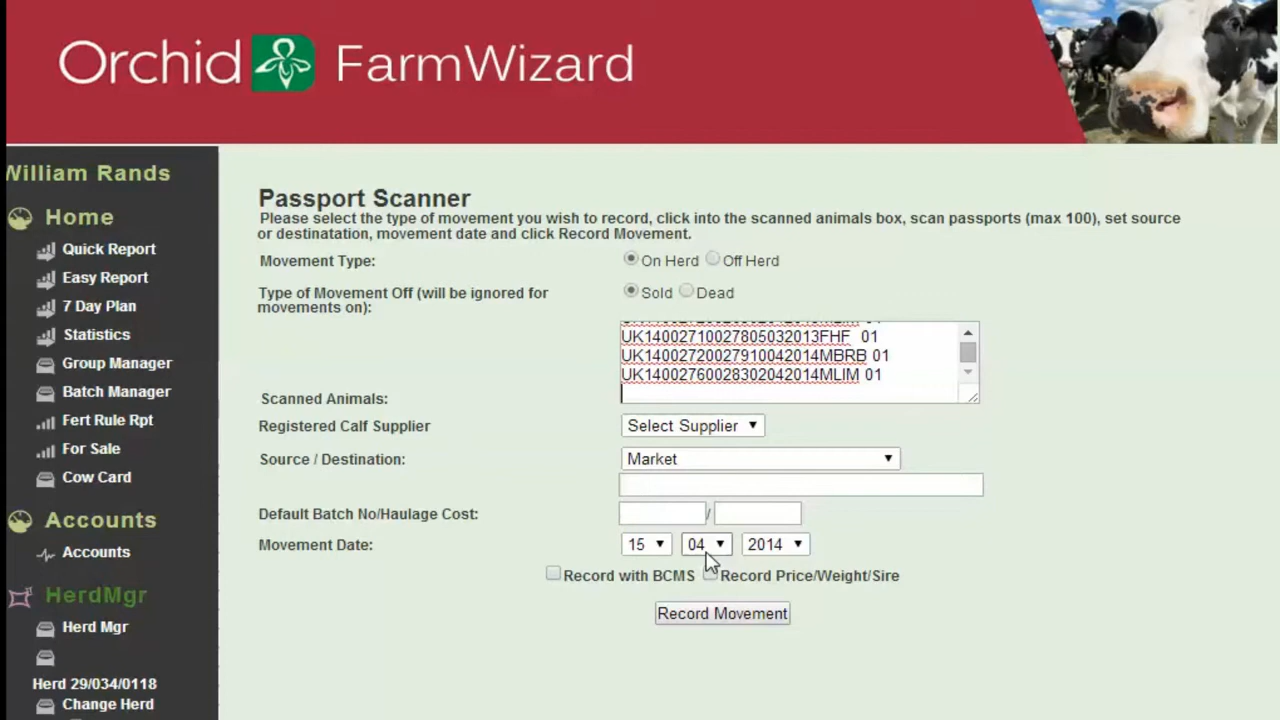 Orchid FarmWizard
William Rands
Home
Quick Report
Easy Report
7 Day Plan
Statistics
Group Manager
Batch Manager
Fert Rule Rpt
For Sale
Cow Card
Accounts
Accounts
HerdMgr
Herd Mgr
Herd 29/034/0118
Change Herd
Passport Scanner
Please select the type of movement you wish to record, click into the scanned animals box, scan passports (max 100), set source
or destinatation, movement date and click Record Movement.
Movement Type: On Herd Off Herd
Type of Movement Off (will be ignored for
movements on): Sold Dead
UK14002710027805032013FHF 01
UK14002720027910042014MBRB 01
UK14002760028302042014MLIM 01
Scanned Animals:
Registered Calf Supplier Select Supplier
Source / Destination: Market
Default Batch No/Haulage Cost: /
Movement Date: 15 04 2014
Record with BCMS Record Price/Weight/Sire
Record Movement